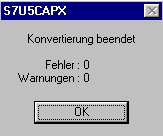 S7U5CAPX
Konvertierung beendet
Fehler : 0
Warnungen : 0
OK